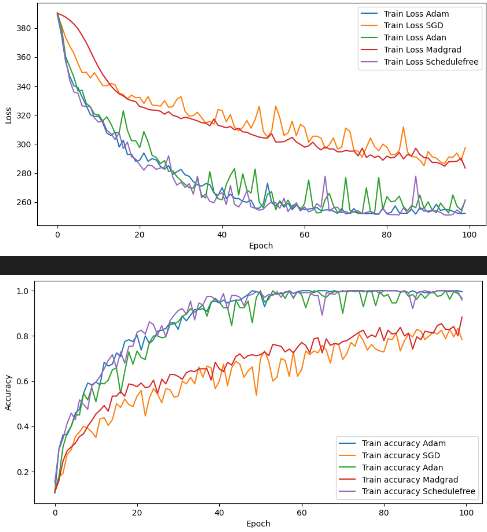 380
360
340
320
300
280
260
Loss
0
20
40
60
80
100
Epoch
Train Loss Adam
Train Loss SGD
Train Loss Adan
Train Loss Madgrad
Train Loss Schedulefree
1.0
0.8
0.6
0.4
0.2
Accuracy
0
20
40
60
80
100
Epoch
Train accuracy Adam
Train accuracy SGD
Train accuracy Adan
Train accuracy Madgrad
Train accuracy Schedulefree